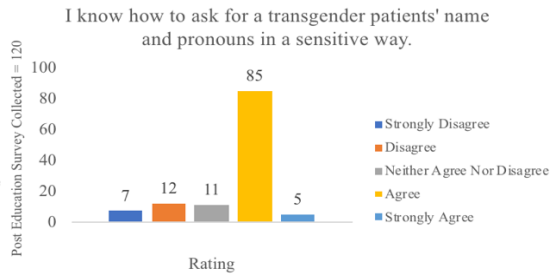 I know how to ask for a transgender patients' name
and pronouns in a sensitive way.
Post Education Survey Collected = 120
100
80
60
40
20
0
7
12
11
85
5
Strongly Disagree
Disagree
Neither Agree Nor Disagree
Agree
Strongly Agree
Rating